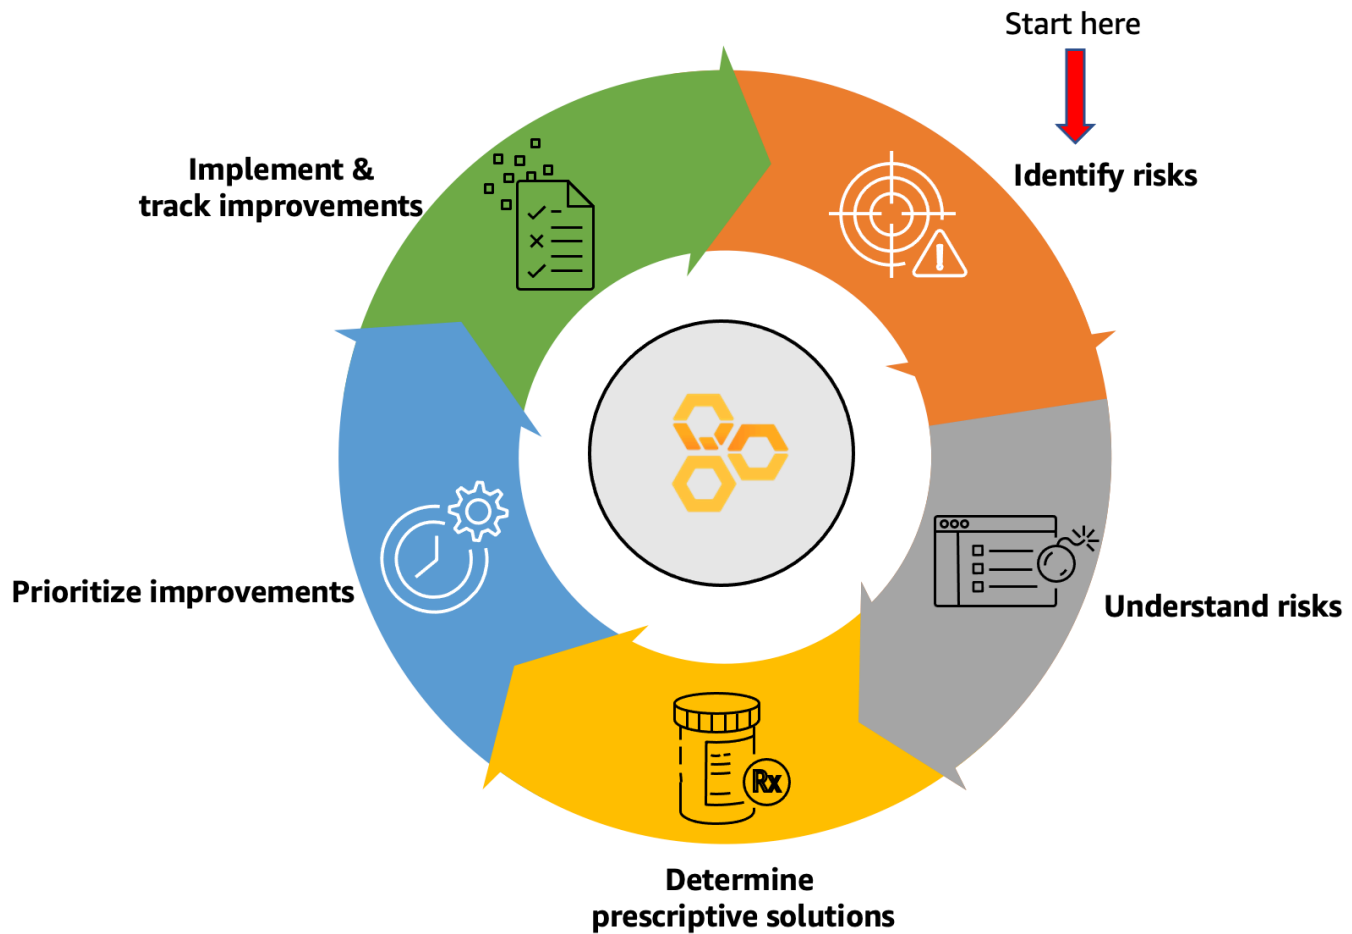 Start here
Identify risks
Implement &
track improvements
Prioritize improvements
Understand risks
Rx
Determine
prescriptive solutions